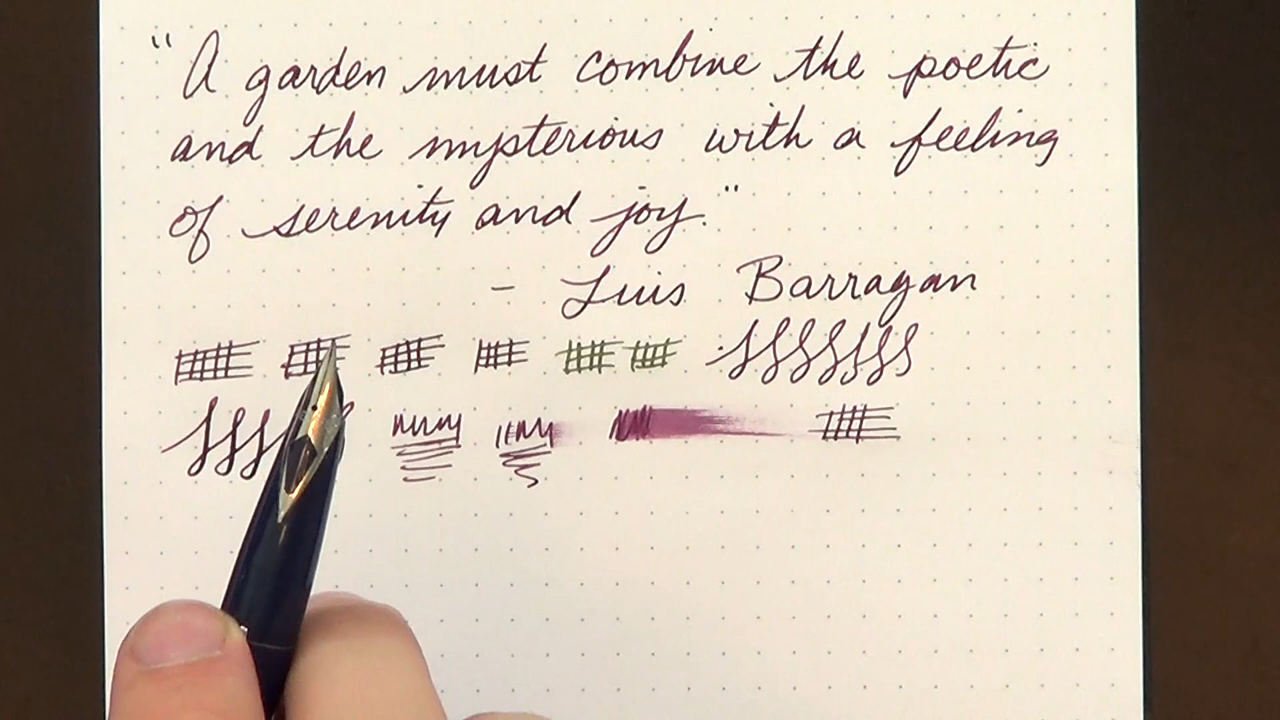 "A garden must combine the poetic
and the mysterious with a feeling
of serenity and joy."
- Luis Barragan